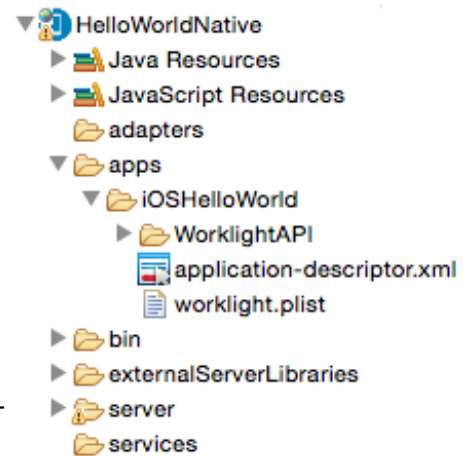 HelloWorldNative
Java Resources
JavaScript Resources
adapters
apps
iOSHelloWorld
WorklightAPI
application-descriptor.xml
worklight.plist
bin
externalServerLibraries
server
services